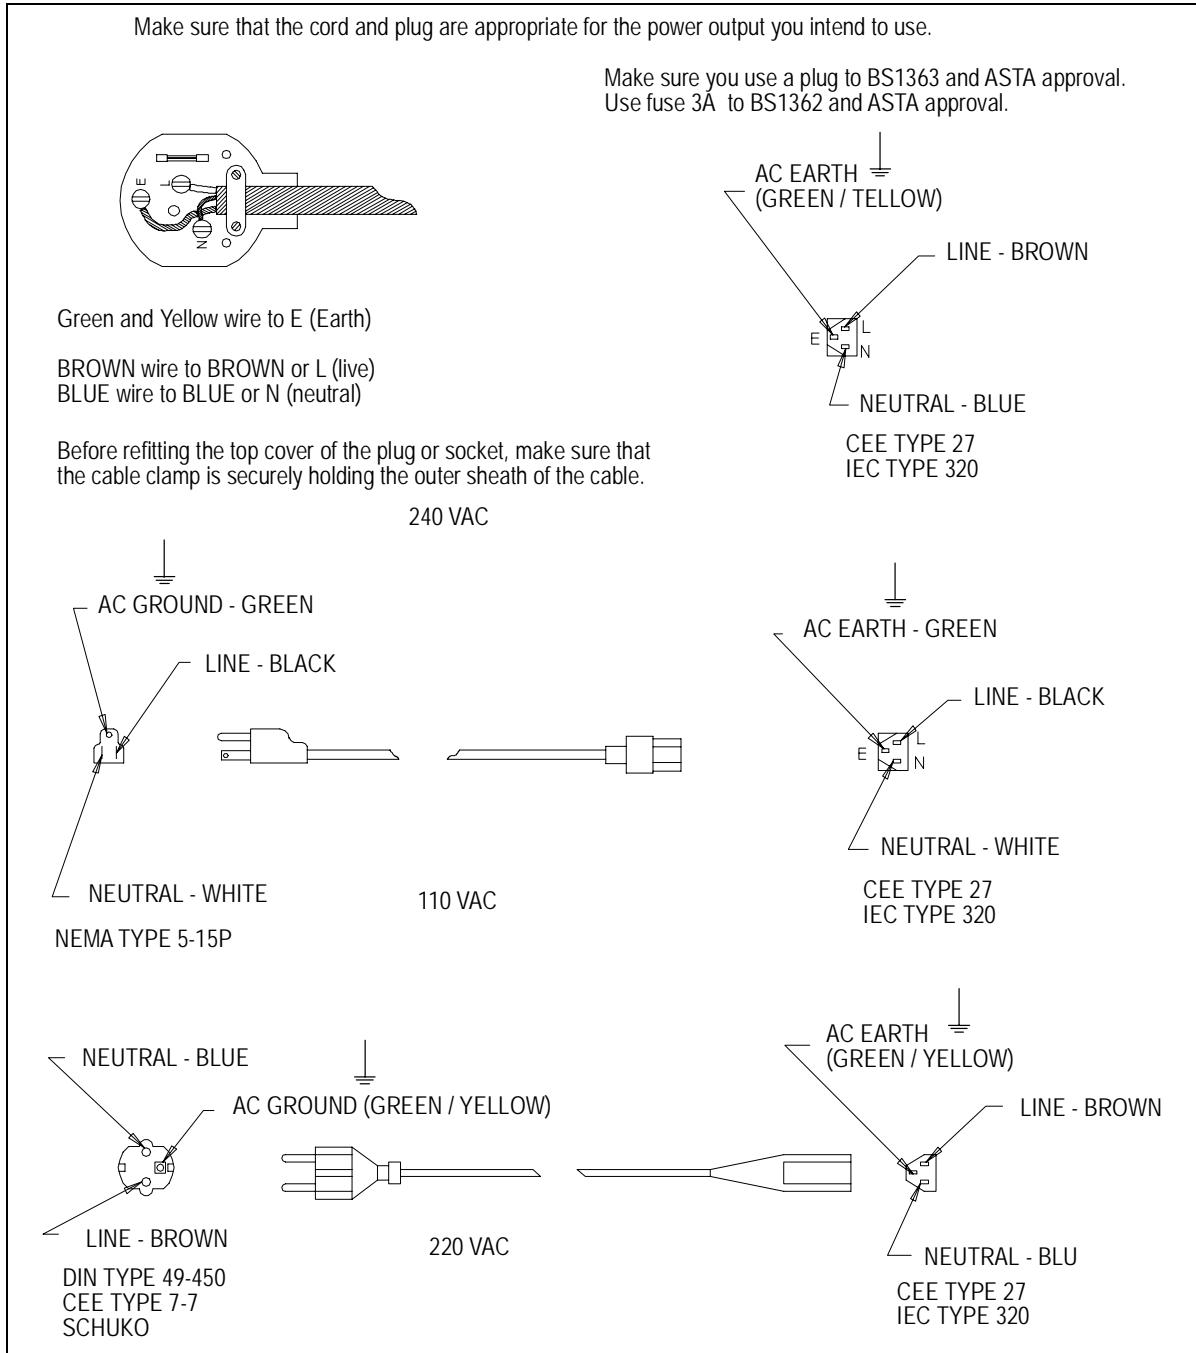 Make sure that the cord and plug are appropriate for the power output you intend to use.
Make sure you use a plug to BS1363 and ASTA approval.
Use fuse 3A to BS1362 and ASTA approval.
E
L
N
AC EARTH
(GREEN / TELLOW)
LINE - BROWN
E
L
N
NEUTRAL - BLUE
CEE TYPE 27
IEC TYPE 320
Green and Yellow wire to E (Earth)
BROWN wire to BROWN or L (live)
BLUE wire to BLUE or N (neutral)
Before refitting the top cover of the plug or socket, make sure that
the cable clamp is securely holding the outer sheath of the cable.
240 VAC
AC GROUND - GREEN
LINE - BLACK
NEUTRAL - WHITE
NEMA TYPE 5-15P
110 VAC
AC EARTH - GREEN
LINE - BLACK
E
L
N
NEUTRAL - WHITE
CEE TYPE 27
IEC TYPE 320
NEUTRAL - BLUE
AC GROUND (GREEN / YELLOW)
LINE - BROWN
DIN TYPE 49-450
CEE TYPE 7-7
SCHUKO
220 VAC
AC EARTH
(GREEN / YELLOW)
LINE - BROWN
NEUTRAL - BLU
CEE TYPE 27
IEC TYPE 320